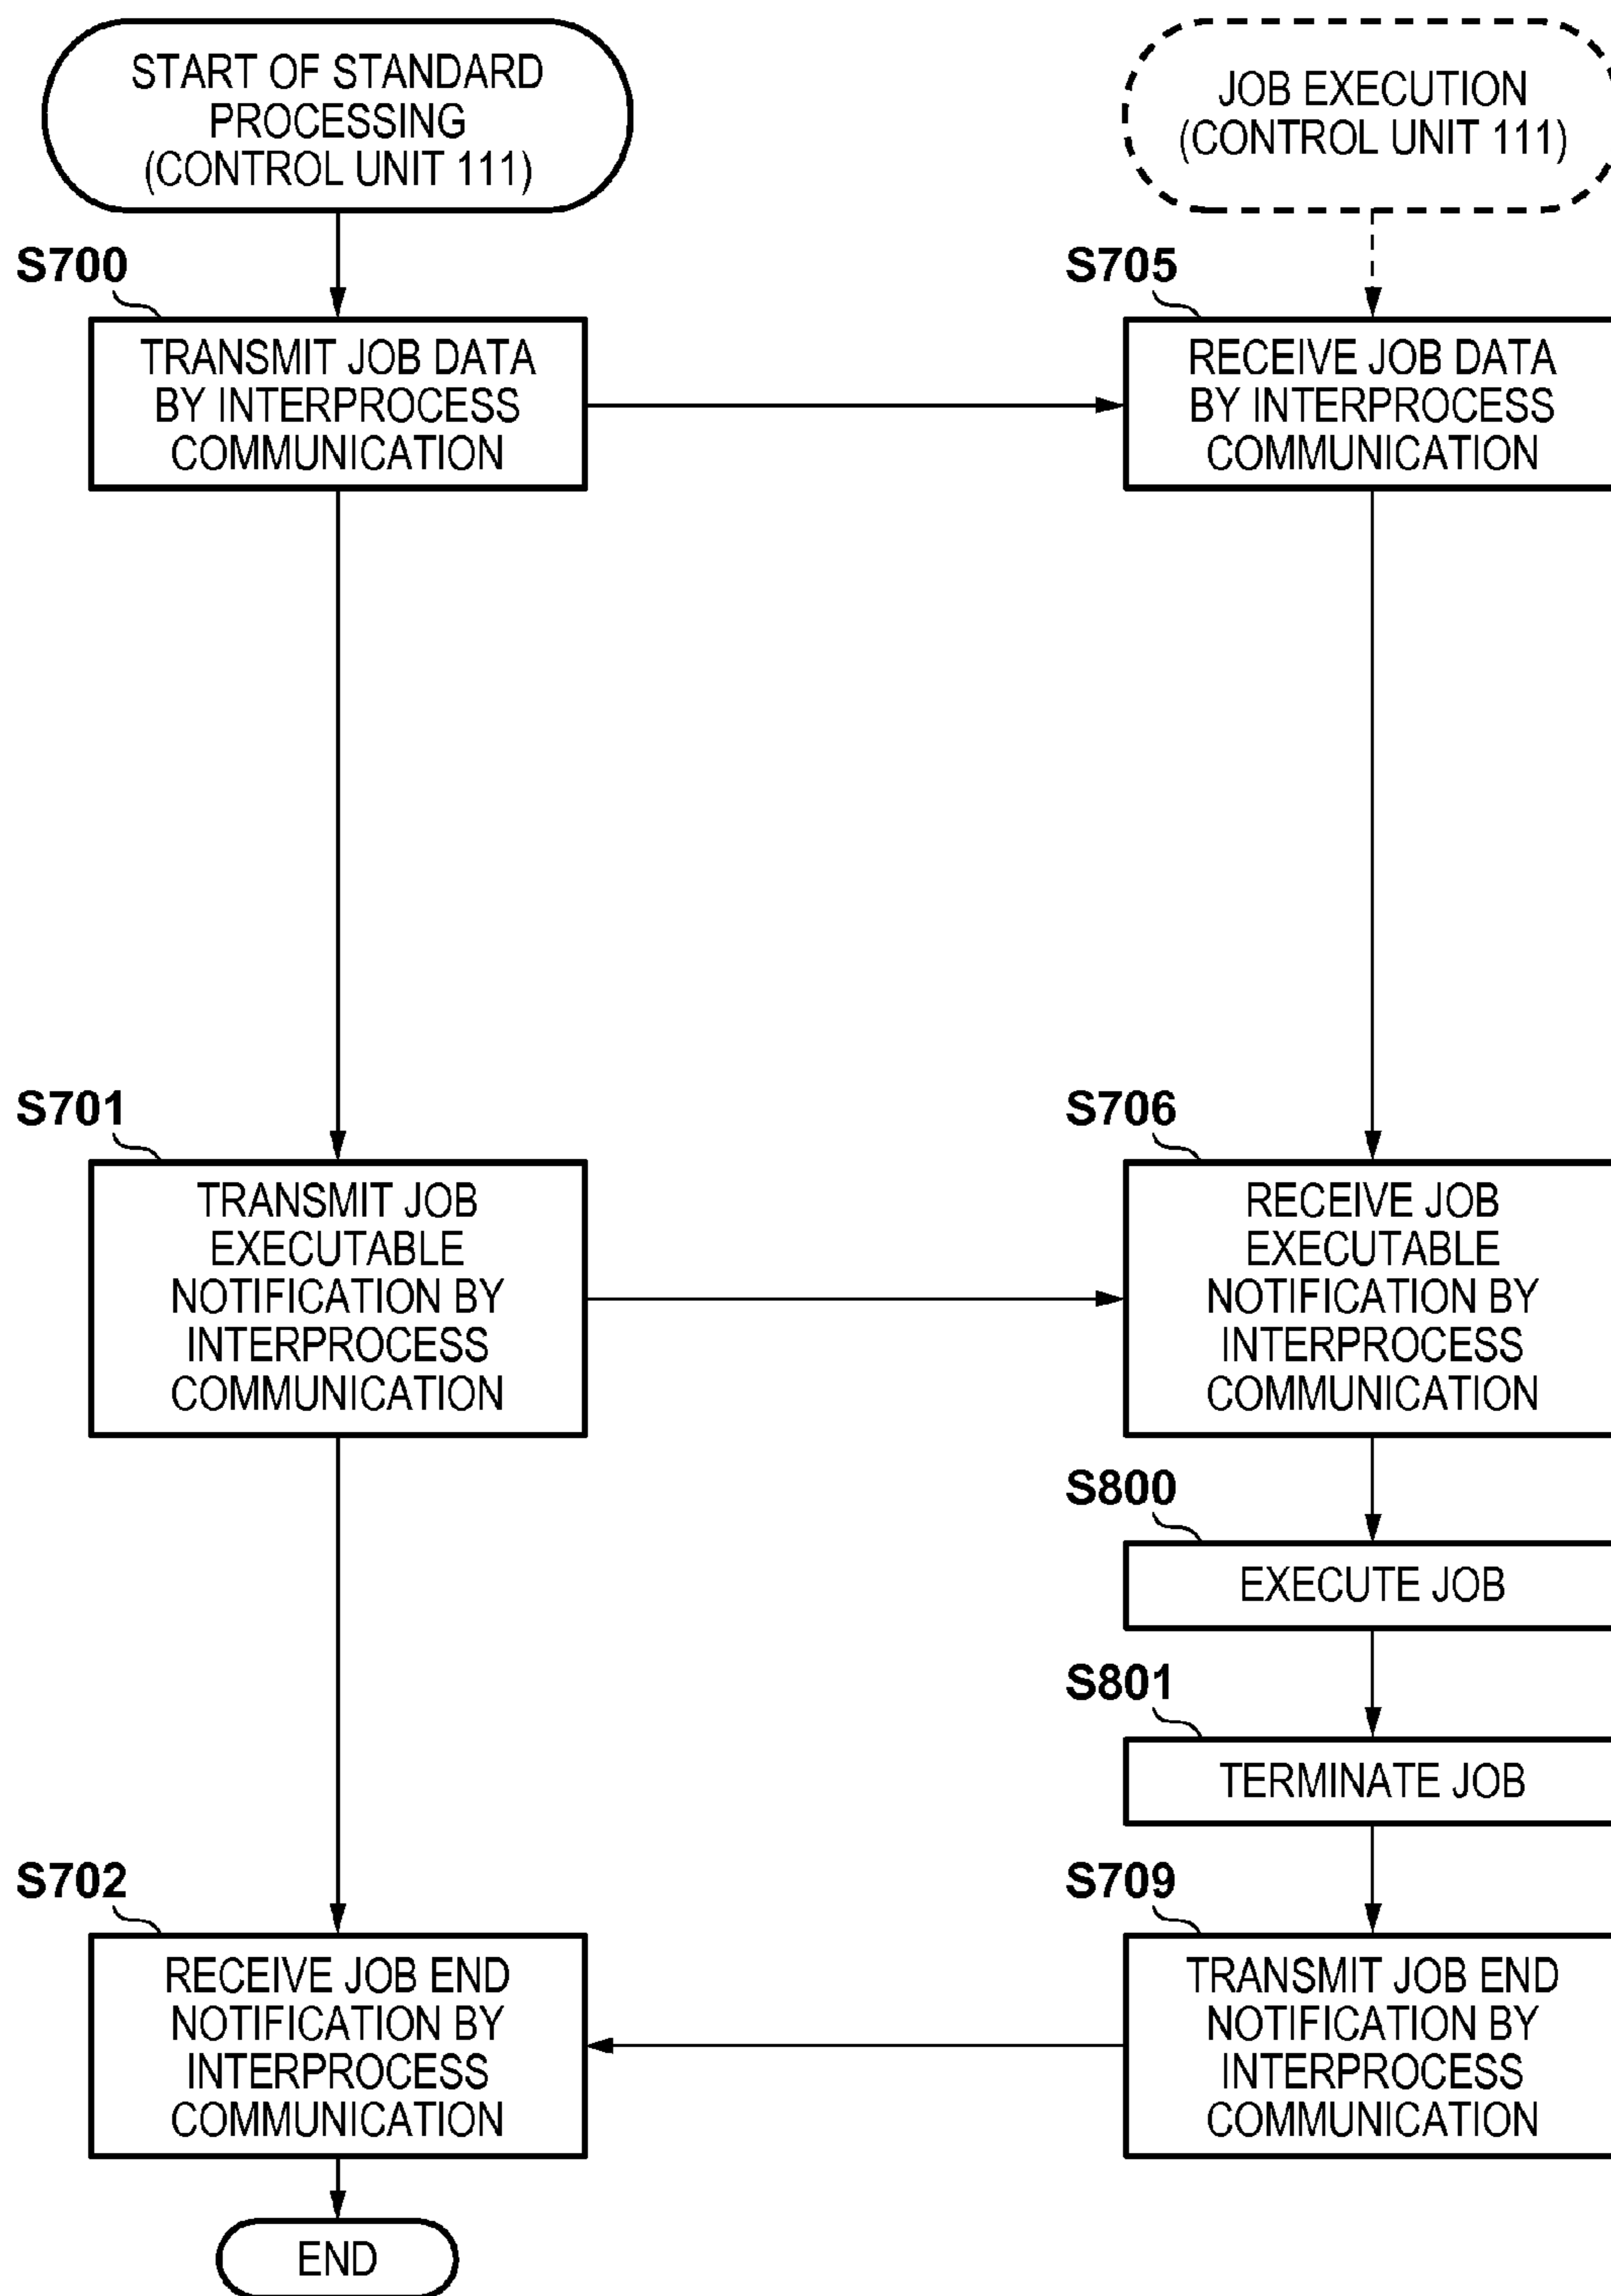 START OF STANDARD
PROCESSING
(CONTROL UNIT 111)
JOB EXECUTION
(CONTROL UNIT 111)
S700
TRANSMIT JOB DATA
BY INTERPROCESS
COMMUNICATION
S705
RECEIVE JOB DATA
BY INTERPROCESS
COMMUNICATION
S701
TRANSMIT JOB
EXECUTABLE
NOTIFICATION BY
INTERPROCESS
COMMUNICATION
S706
RECEIVE JOB
EXECUTABLE
NOTIFICATION BY
INTERPROCESS
COMMUNICATION
S800
EXECUTE JOB
S801
TERMINATE JOB
S702
RECEIVE JOB END
NOTIFICATION BY
INTERPROCESS
COMMUNICATION
S709
TRANSMIT JOB END
NOTIFICATION BY
INTERPROCESS
COMMUNICATION
END